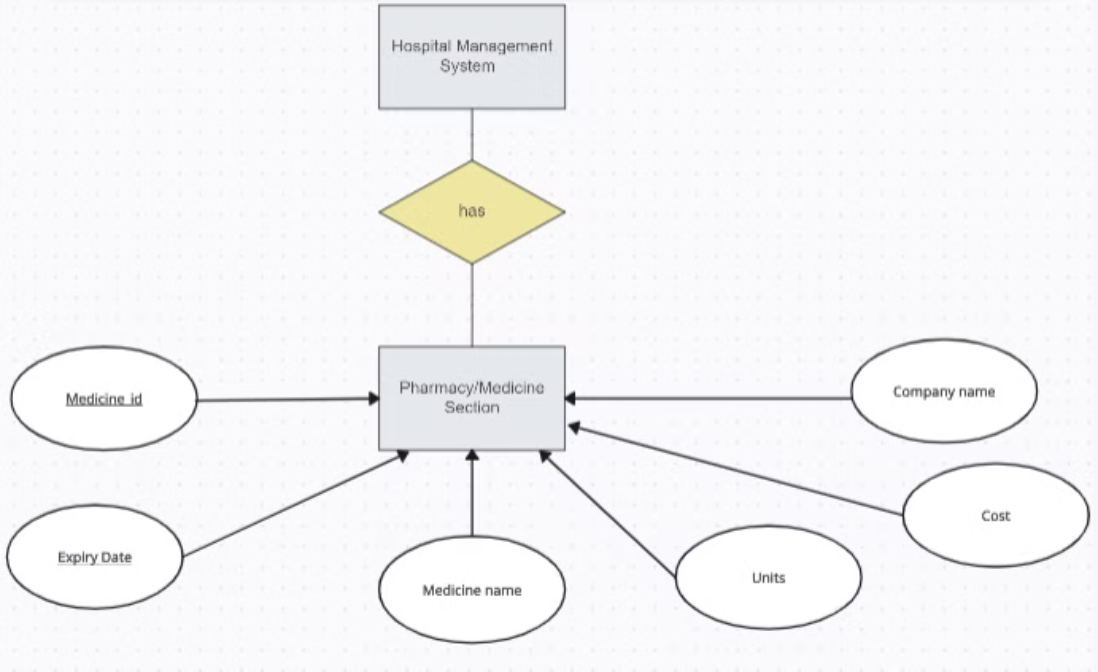 Hospital Management
System
has
Pharmacy/Medicine
Section
Medicine id
Company name
Expiry Date
Medicine name
Units
Cost